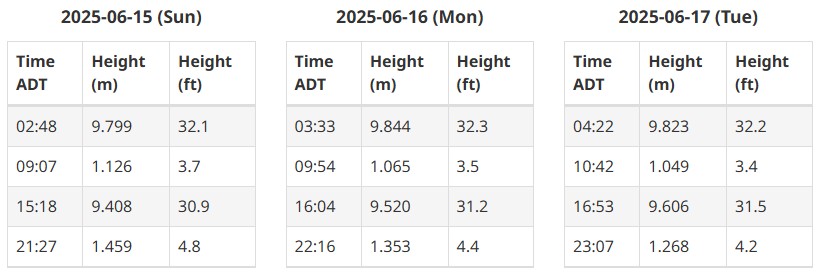 2025-06-15 (Sun)
Time ADT Height (m) Height (ft)
02:48 9.799 32.1
09:07 1.126 3.7
15:18 9.408 30.9
21:27 1.459 4.8
2025-06-16 (Mon)
Time ADT Height (m) Height (ft)
03:33 9.844 32.3
09:54 1.065 3.5
16:04 9.520 31.2
22:16 1.353 4.4
2025-06-17 (Tue)
Time ADT Height (m) Height (ft)
04:22 9.823 32.2
10:42 1.049 3.4
16:53 9.606 31.5
23:07 1.268 4.2